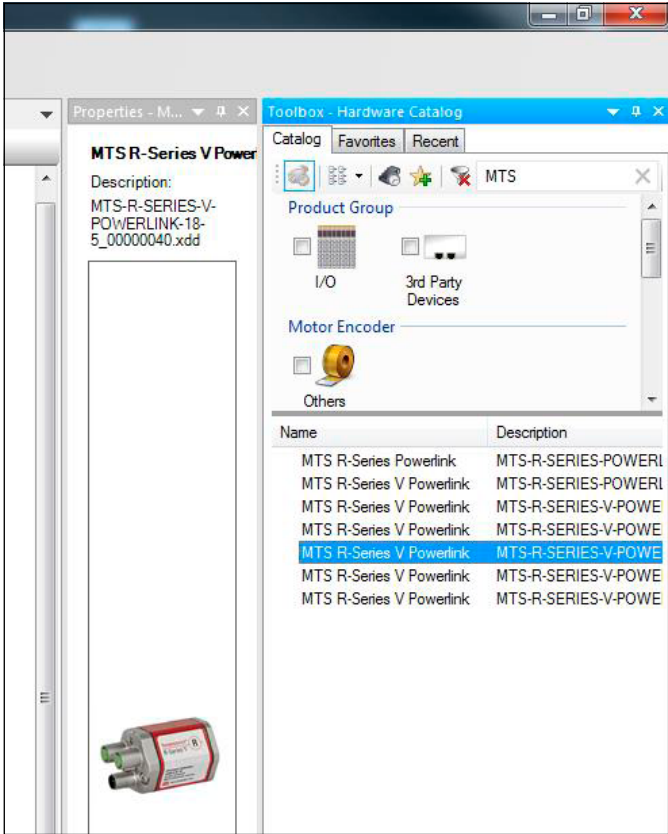 Properties - M...
MTS R-Series V Power
Description:
MTS-R-SERIES-V-
POWERLINK-18-
5_00000040.xdd
R-Series V
R
Toolbox - Hardware Catalog
Catalog Favorites Recent
MTS
Product Group
I/O
3rd Party
Devices
Motor Encoder
Others
Name Description
MTS R-Series Powerlink MTS-R-SERIES-POWERL
MTS R-Series V Powerlink MTS-R-SERIES-POWERL
MTS R-Series V Powerlink MTS-R-SERIES-V-POWE
MTS R-Series V Powerlink MTS-R-SERIES-V-POWE
MTS R-Series V Powerlink MTS-R-SERIES-V-POWE
MTS R-Series V Powerlink MTS-R-SERIES-V-POWE
MTS R-Series V Powerlink MTS-R-SERIES-V-POWE